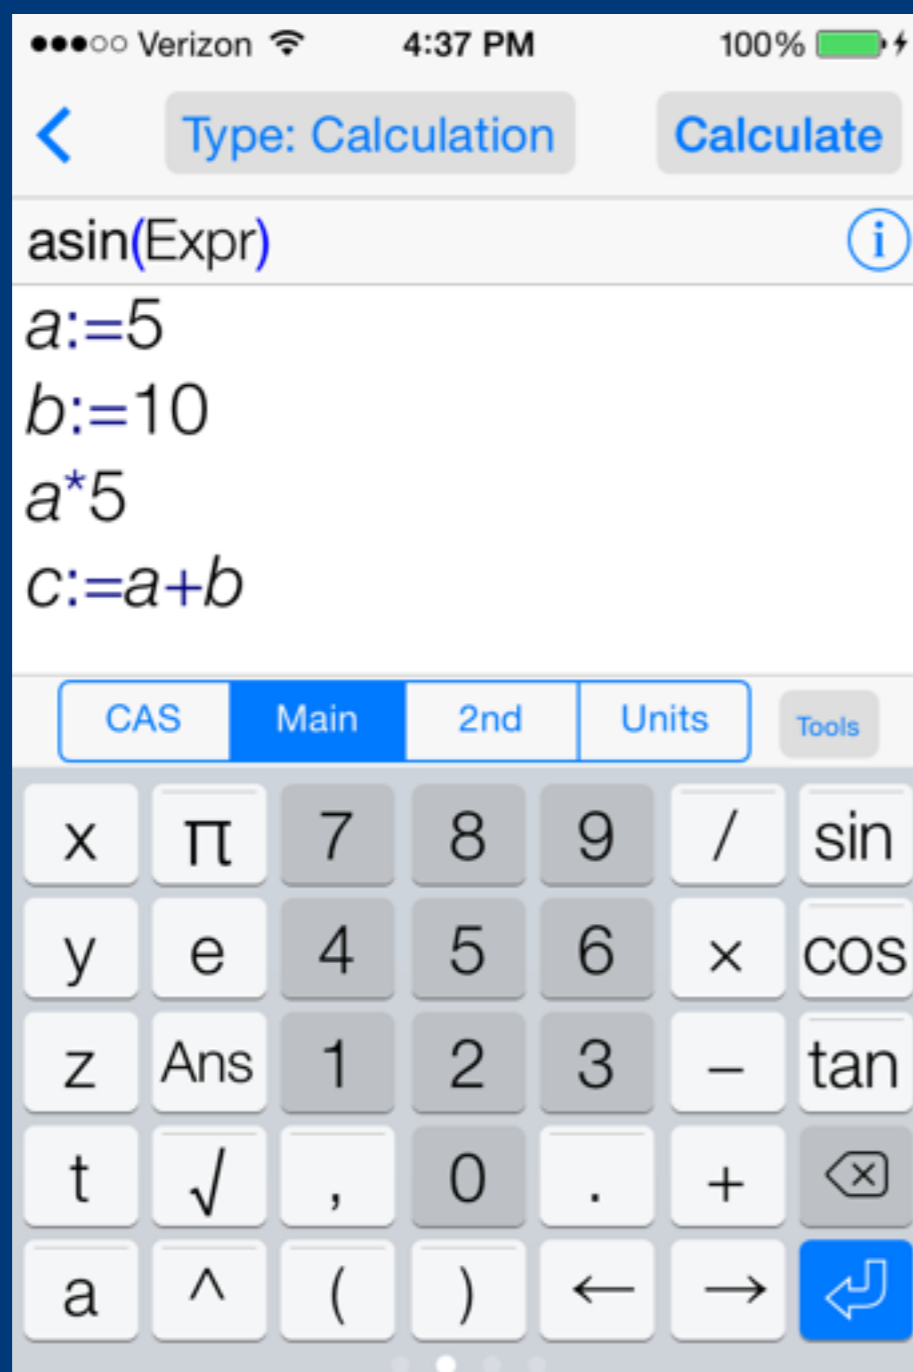 Verizon 4:37 PM 100%
Type: Calculation Calculate
asin(Expr) i
a:=5
b:=10
a*5
c:=a+b
CAS Main 2nd Units Tools
x π 7 8 9 / sin
y e 4 5 6 × cos
z Ans 1 2 3 − tan
t √ , 0 . +
a ^ ( ) ← →